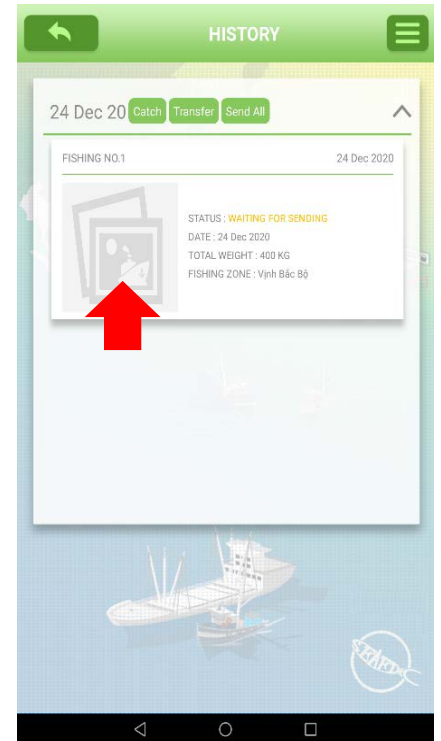 HISTORY
24 Dec 20 Catch Transfer Send All
FISHING NO.1 24 Dec 2020
STATUS : WAITING FOR SENDING
DATE : 24 Dec 2020
TOTAL WEIGHT : 400 KG
FISHING ZONE : Vịnh Bắc Bộ
SEAFDEC